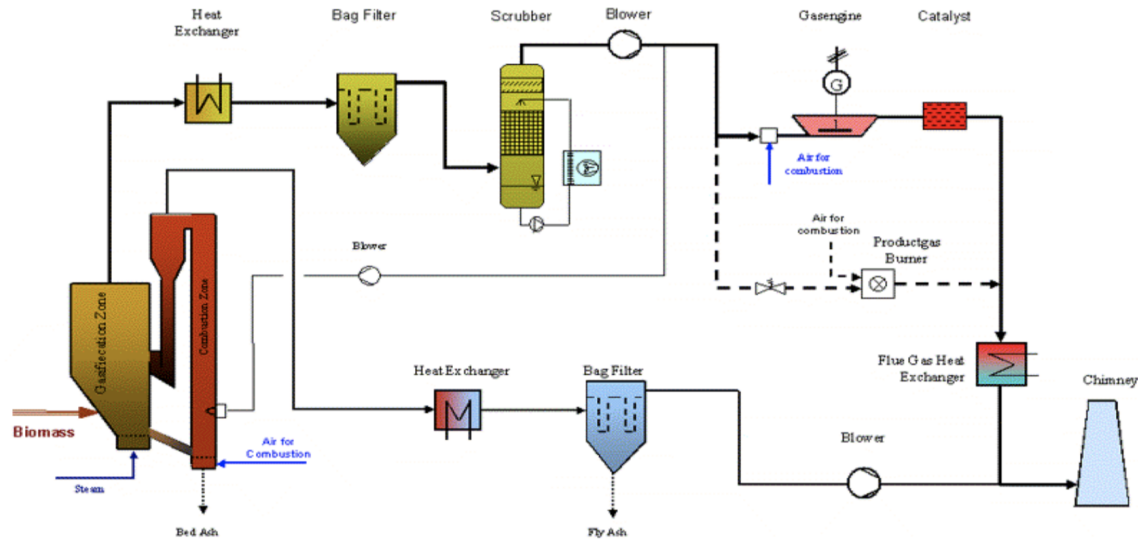 Heat
Exchanger
Bag Filter
Scrubber
Blower
Gasengine
Catalyst
G
Air for
combustion
Air for
combustion
Productgas
Burner
Blower
Gasfiecation Zone
Combustion Zone
Heat Exchanger
Bag Filter
Flue Gas Heat
Exchanger
Chimney
Biomass
Air for
Combustion
Blower
Steam
Bed Ash
Fly Ash